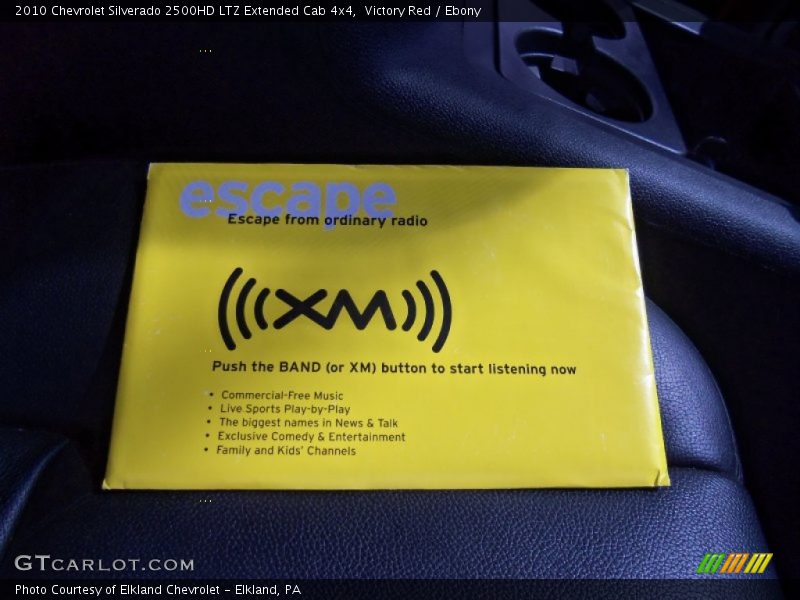 2010 Chevrolet Silverado 2500HD LTZ Extended Cab 4x4,  Victory Red / Ebony
escape
Escape from ordinary radio
XM
Push the BAND (or XM) button to start listening now
• Commercial-Free Music
• Live Sports Play-by-Play
• The biggest names in News & Talk
• Exclusive Comedy & Entertainment
• Family and Kids' Channels
GTCARLOT.COM
Photo Courtesy of Elkland Chevrolet – Elkland, PA